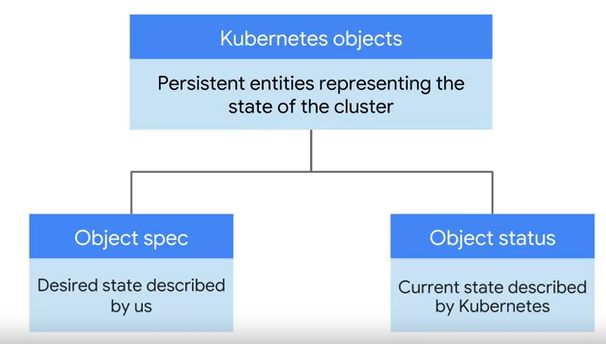 Kubernetes objects
Persistent entities representing the
state of the cluster
Object spec
Desired state described
by us
Object status
Current state described
by Kubernetes